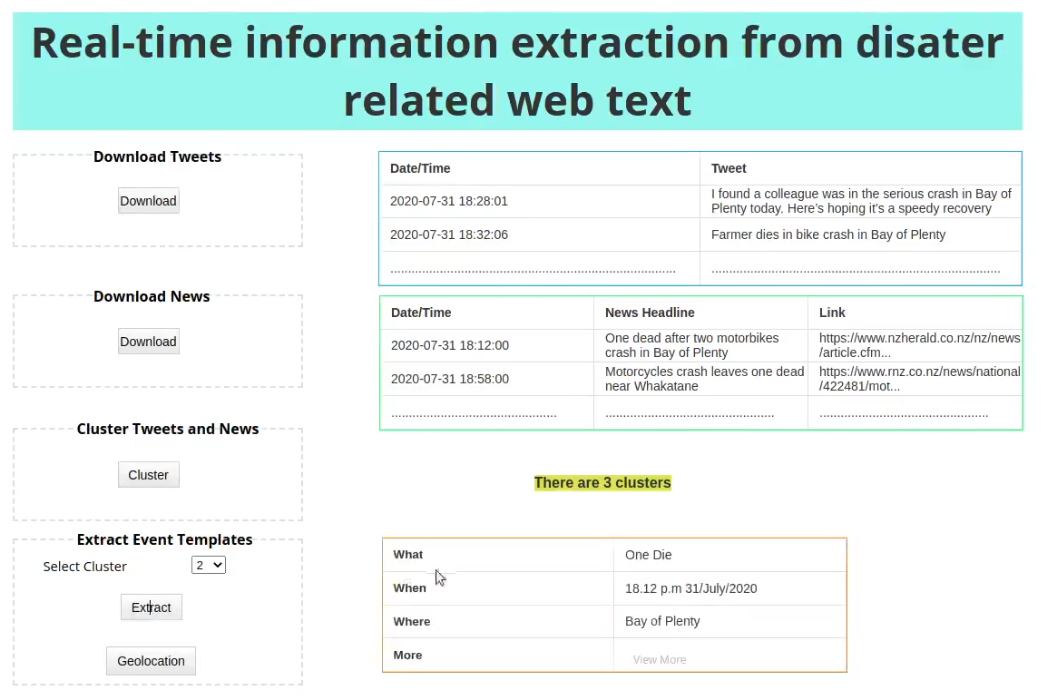 Real-time information extraction from disater
related web text
Download Tweets
Download
Download News
Download
Cluster Tweets and News
Cluster
Extract Event Templates
Select Cluster 2
Extract
Geolocation
Date/Time Tweet
2020-07-31 18:28:01 I found a colleague was in the serious crash in Bay of
Plenty today. Here's hoping it's a speedy recovery
2020-07-31 18:32:06 Farmer dies in bike crash in Bay of Plenty
Date/Time News Headline Link
2020-07-31 18:12:00 One dead after two motorbikes https://www.nzherald.co.nz/nz/news
crash in Bay of Plenty /article.cfm...
2020-07-31 18:58:00 Motorcycles crash leaves one dead https://www.rnz.co.nz/news/national
near Whakatane /422481/mot...
There are 3 clusters
What One Die
When 18.12 p.m 31/July/2020
Where Bay of Plenty
More View More